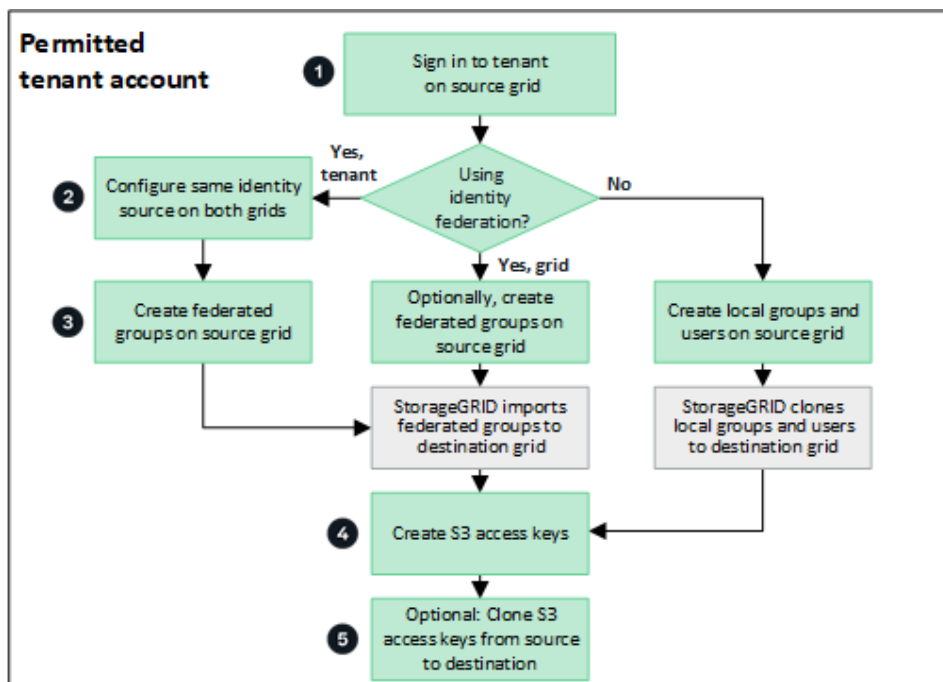 Permitted
tenant account
1
Sign in to tenant
on source grid
Using
identity
federation?
Yes,
tenant
No
Yes, grid
2
Configure same identity
source on both grids
3
Create federated
groups on source grid
Optionally, create
federated groups on
source grid
Create local groups and
users on source grid
StorageGRID imports
federated groups to
destination grid
StorageGRID clones
local groups and users
to destination grid
4
Create S3 access keys
5
Optional: Clone S3
access keys from source
to destination